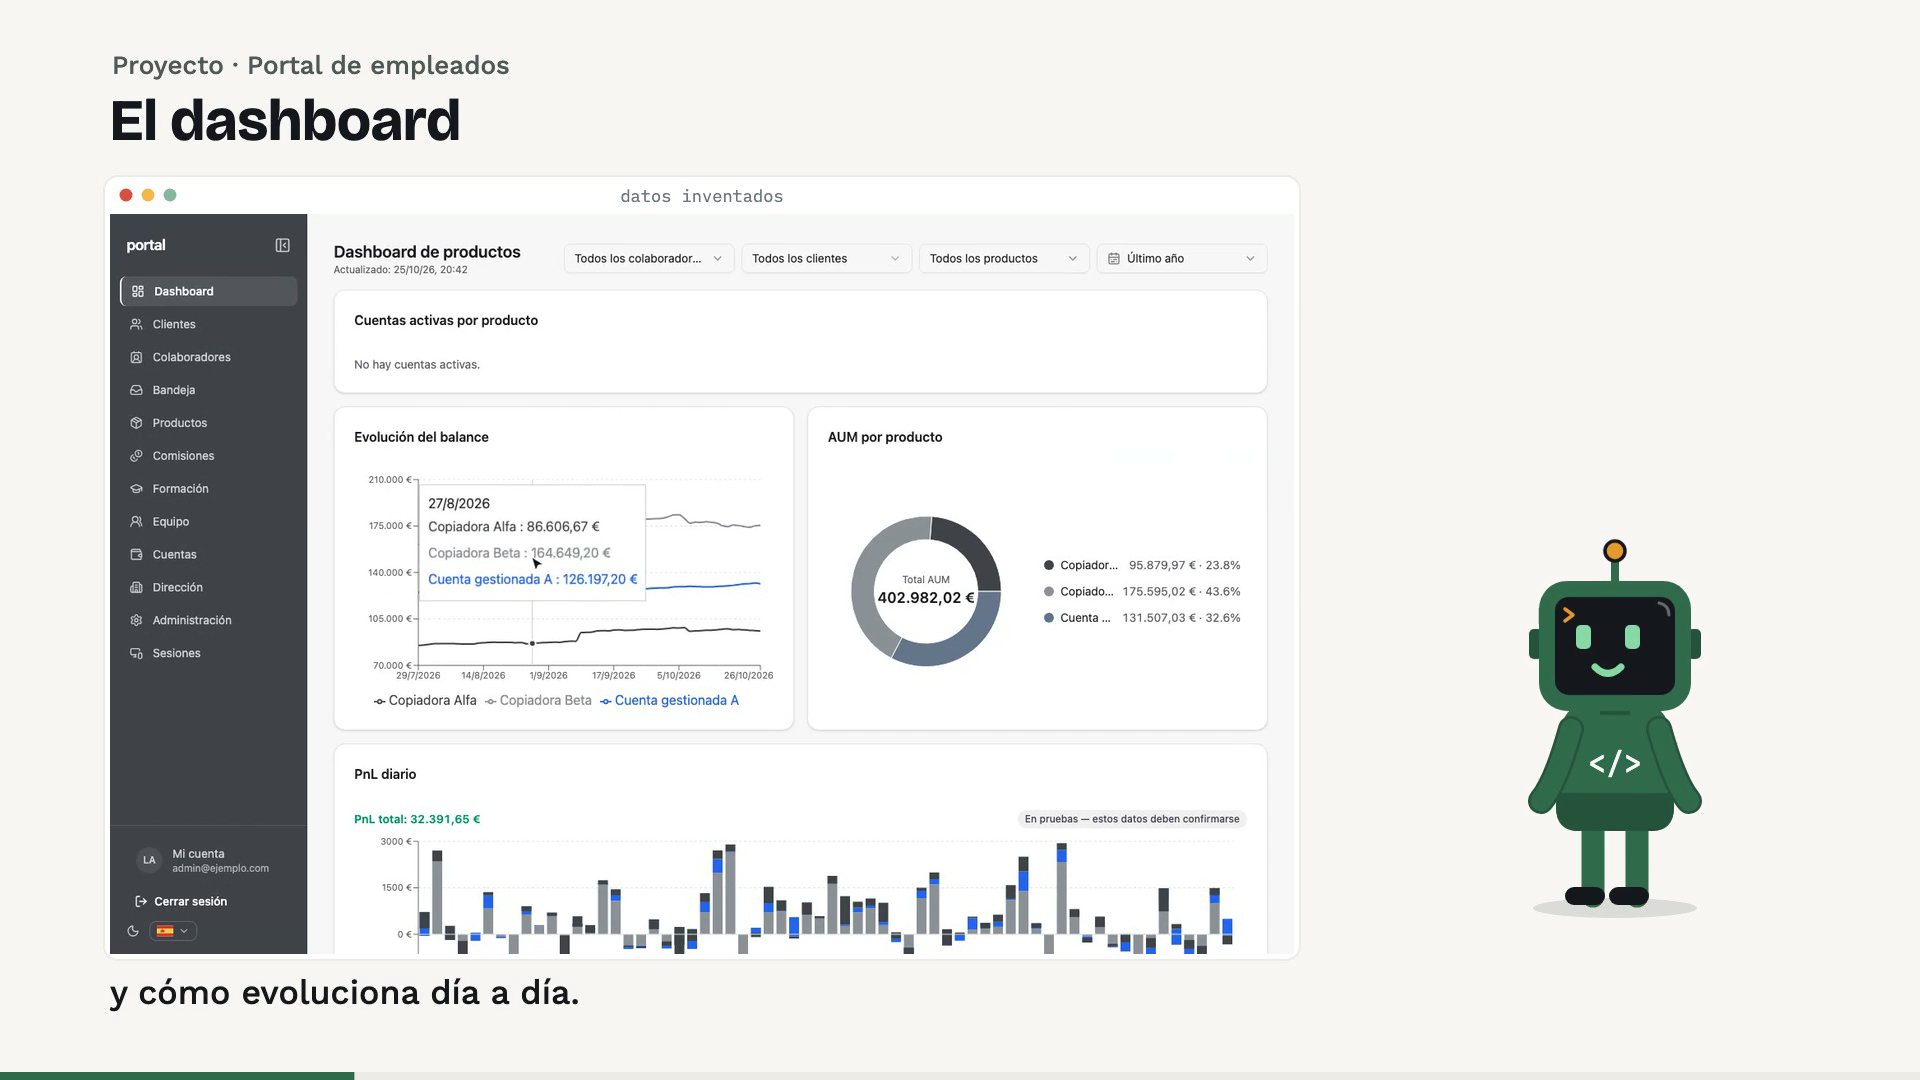 Proyecto · Portal de empleados
El dashboard
datos inventados
portal
Dashboard
Clientes
Colaboradores
Bandeja
Productos
Comisiones
Formación
Equipo
Cuentas
Dirección
Administración
Sesiones
LA
Mi cuenta
admin@ejemplo.com
Cerrar sesión
Dashboard de productos
Actualizado: 25/10/26, 20:42
Todos los colaborador...
Todos los clientes
Todos los productos
Último año
Cuentas activas por producto
No hay cuentas activas.
Evolución del balance
210.000 €
175.000 €
140.000 €
105.000 €
70.000 €
27/8/2026
Copiadora Alfa : 86.606,67 €
Copiadora Beta : 164.649,20 €
Cuenta gestionada A : 126.197,20 €
29/7/2026 14/8/2026 1/9/2026 17/9/2026 5/10/2026 26/10/2026
Copiadora Alfa Copiadora Beta Cuenta gestionada A
AUM por producto
Total AUM
402.982,02 €
Copiador... 95.879,97 € · 23.8%
Copiado... 175.595,02 € · 43.6%
Cuenta ... 131.507,03 € · 32.6%
PnL diario
PnL total: 32.391,65 €
En pruebas — estos datos deben confirmarse
3000 €
1500 €
0 €
</>
y cómo evoluciona día a día.